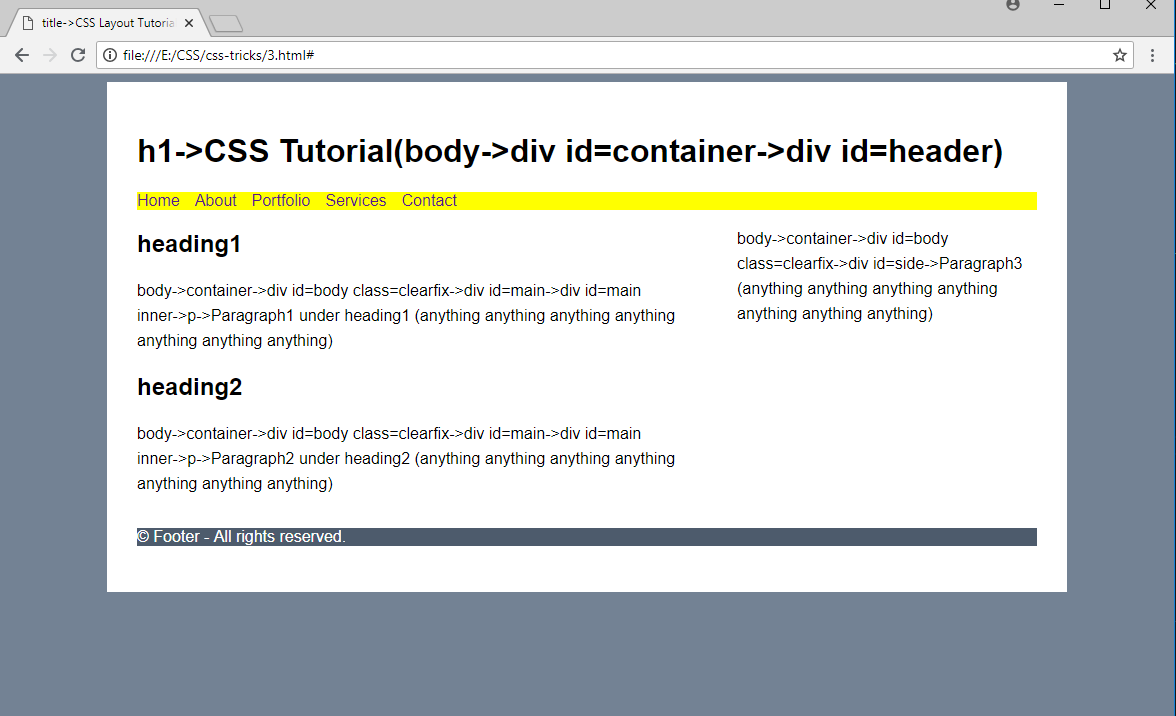 title->CSS Layout Tutoria
file:///E:/CSS/css-tricks/3.html#
h1->CSS Tutorial(body->div id=container->div id=header)
Home About Portfolio Services Contact
heading1
body->container->div id=body class=clearfix->div id=main->div id=main
inner->p->Paragraph1 under heading1 (anything anything anything anything
anything anything anything)
heading2
body->container->div id=body class=clearfix->div id=main->div id=main
inner->p->Paragraph2 under heading2 (anything anything anything anything
anything anything anything)
body->container->div id=body
class=clearfix->div id=side->Paragraph3
(anything anything anything anything
anything anything anything)
© Footer - All rights reserved.